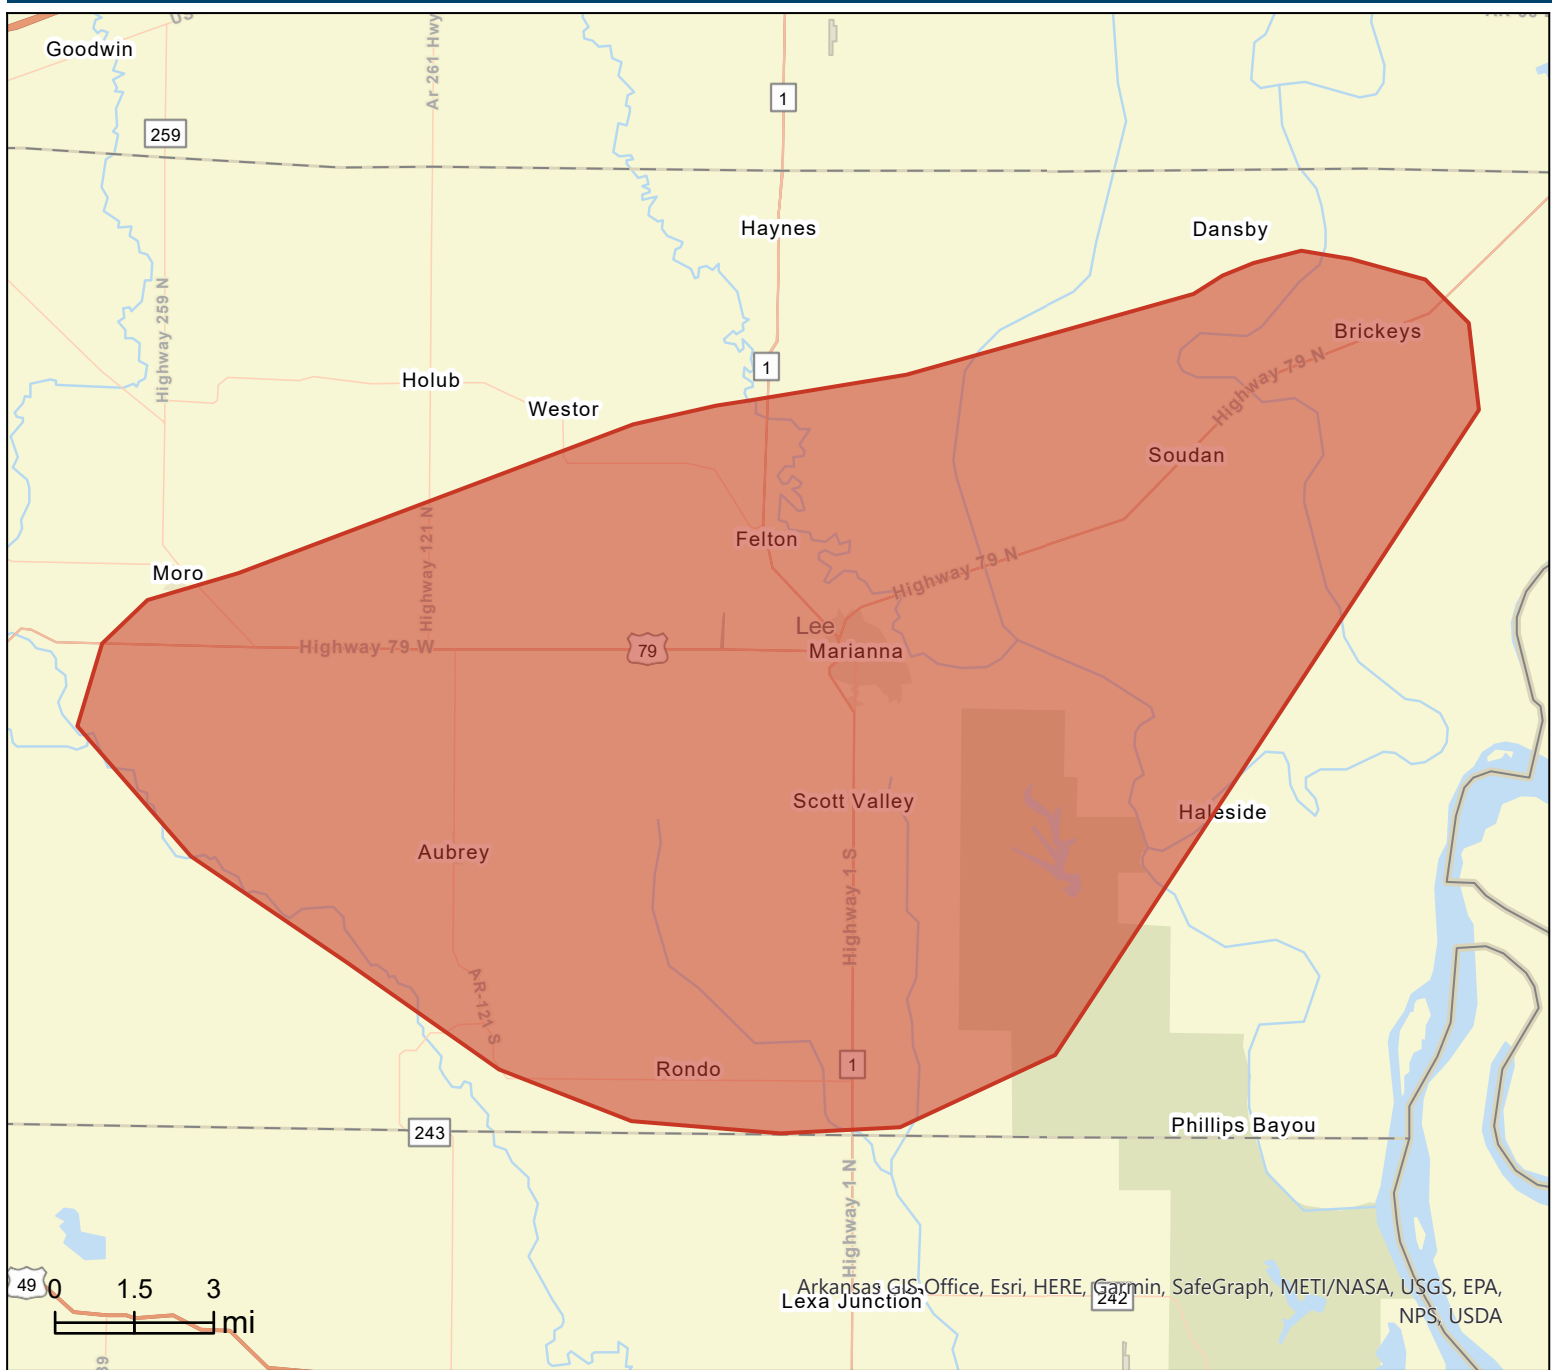 Goodwin
Ar 261 Hwy
1
259
Haynes
Dansby
Highway 259 N
Brickeys
1
Holub
Highway 79 N
Westor
Soudan
Highway 121 N
Felton
Moro
Highway 79 N
Lee
Highway 79 W
79
Marianna
Scott Valley
Haleside
Aubrey
Highway 1 S
AR-121 S
Rondo
1
243
Phillips Bayou
Highway 1 N
49
0 1.5 3
mi
Arkansas GIS Office, Esri, HERE, Garmin, SafeGraph, METI/NASA, USGS, EPA,
NPS, USDA
Lexa Junction
242